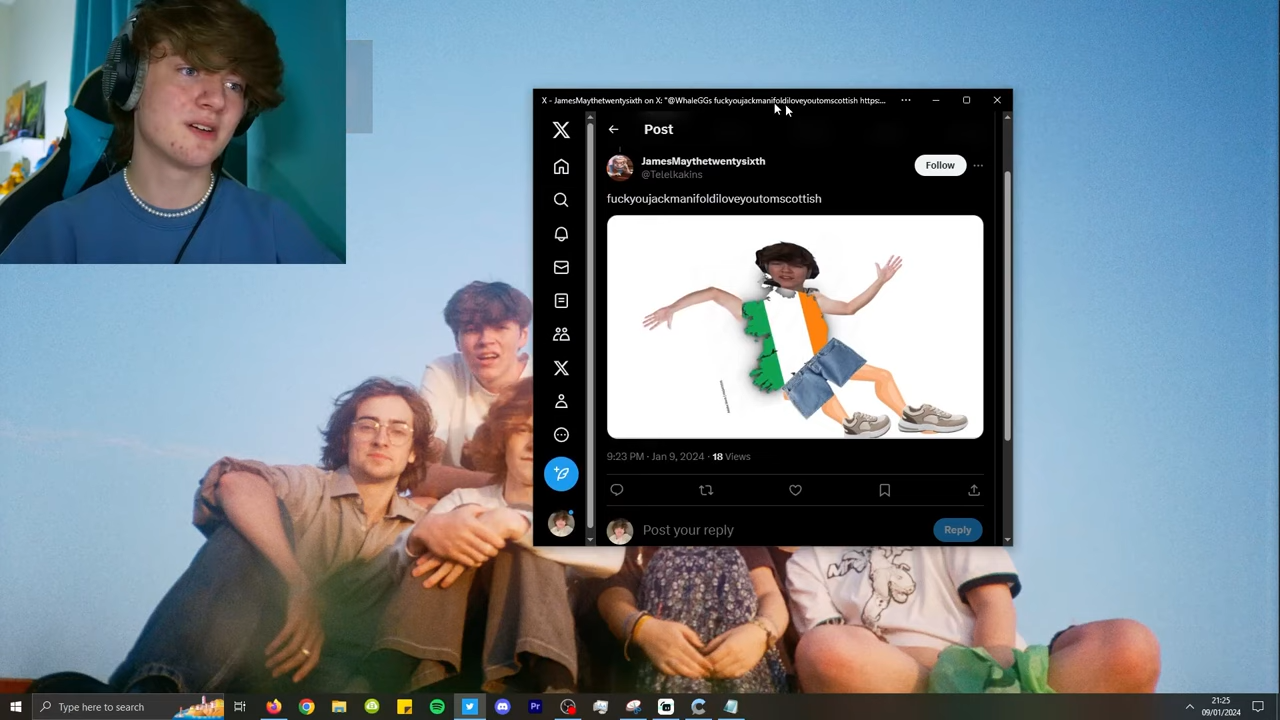 X - JamesMaythetwentysixth on X: "@WhaleGGs fuckyoujackmanifoldiloveyoutomscottish https:...
Post
JamesMaythetwentysixth
@Telelkakins
Follow
fuckyoujackmanifoldiloveyoutomscottish
9:23 PM · Jan 9, 2024 · 18 Views
Post your reply
Reply
Type here to search
21:25
09/01/2024